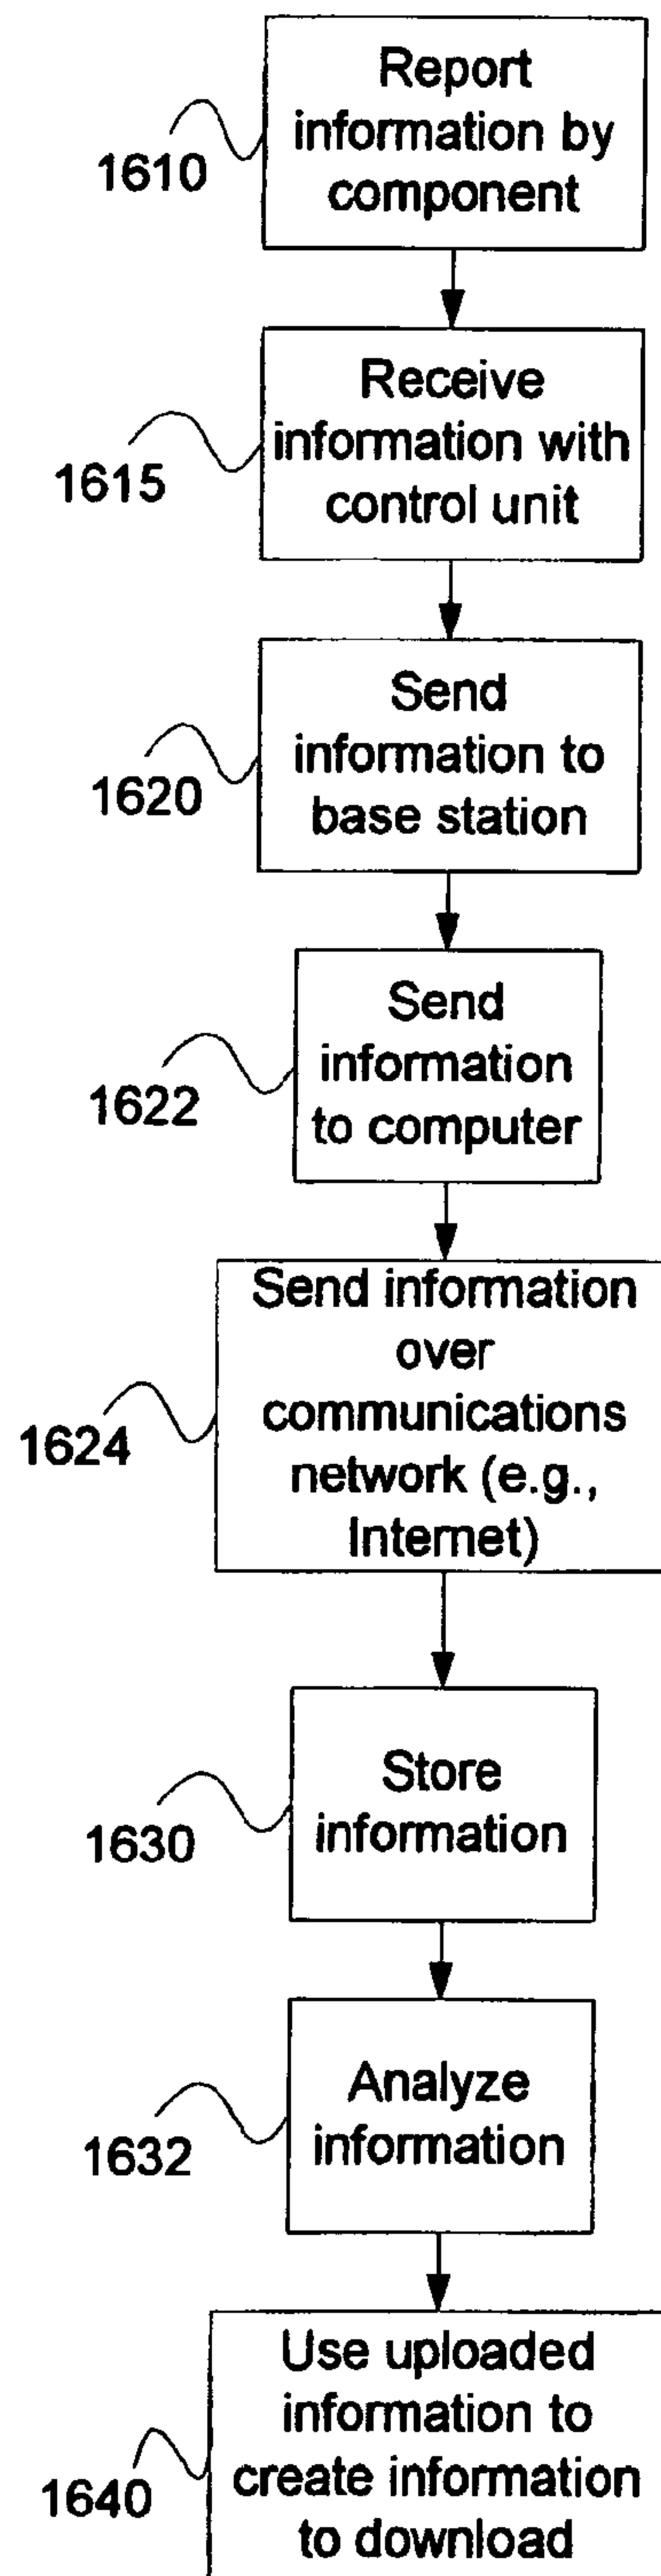 Report
information by
component
1610
Receive
information with
control unit
1615
Send
information to
base station
1620
Send
information
to computer
1622
Send information
over
communications
network (e.g.,
Internet)
1624
Store
information
1630
Analyze
information
1632
Use uploaded
information to
create information
to download
1640